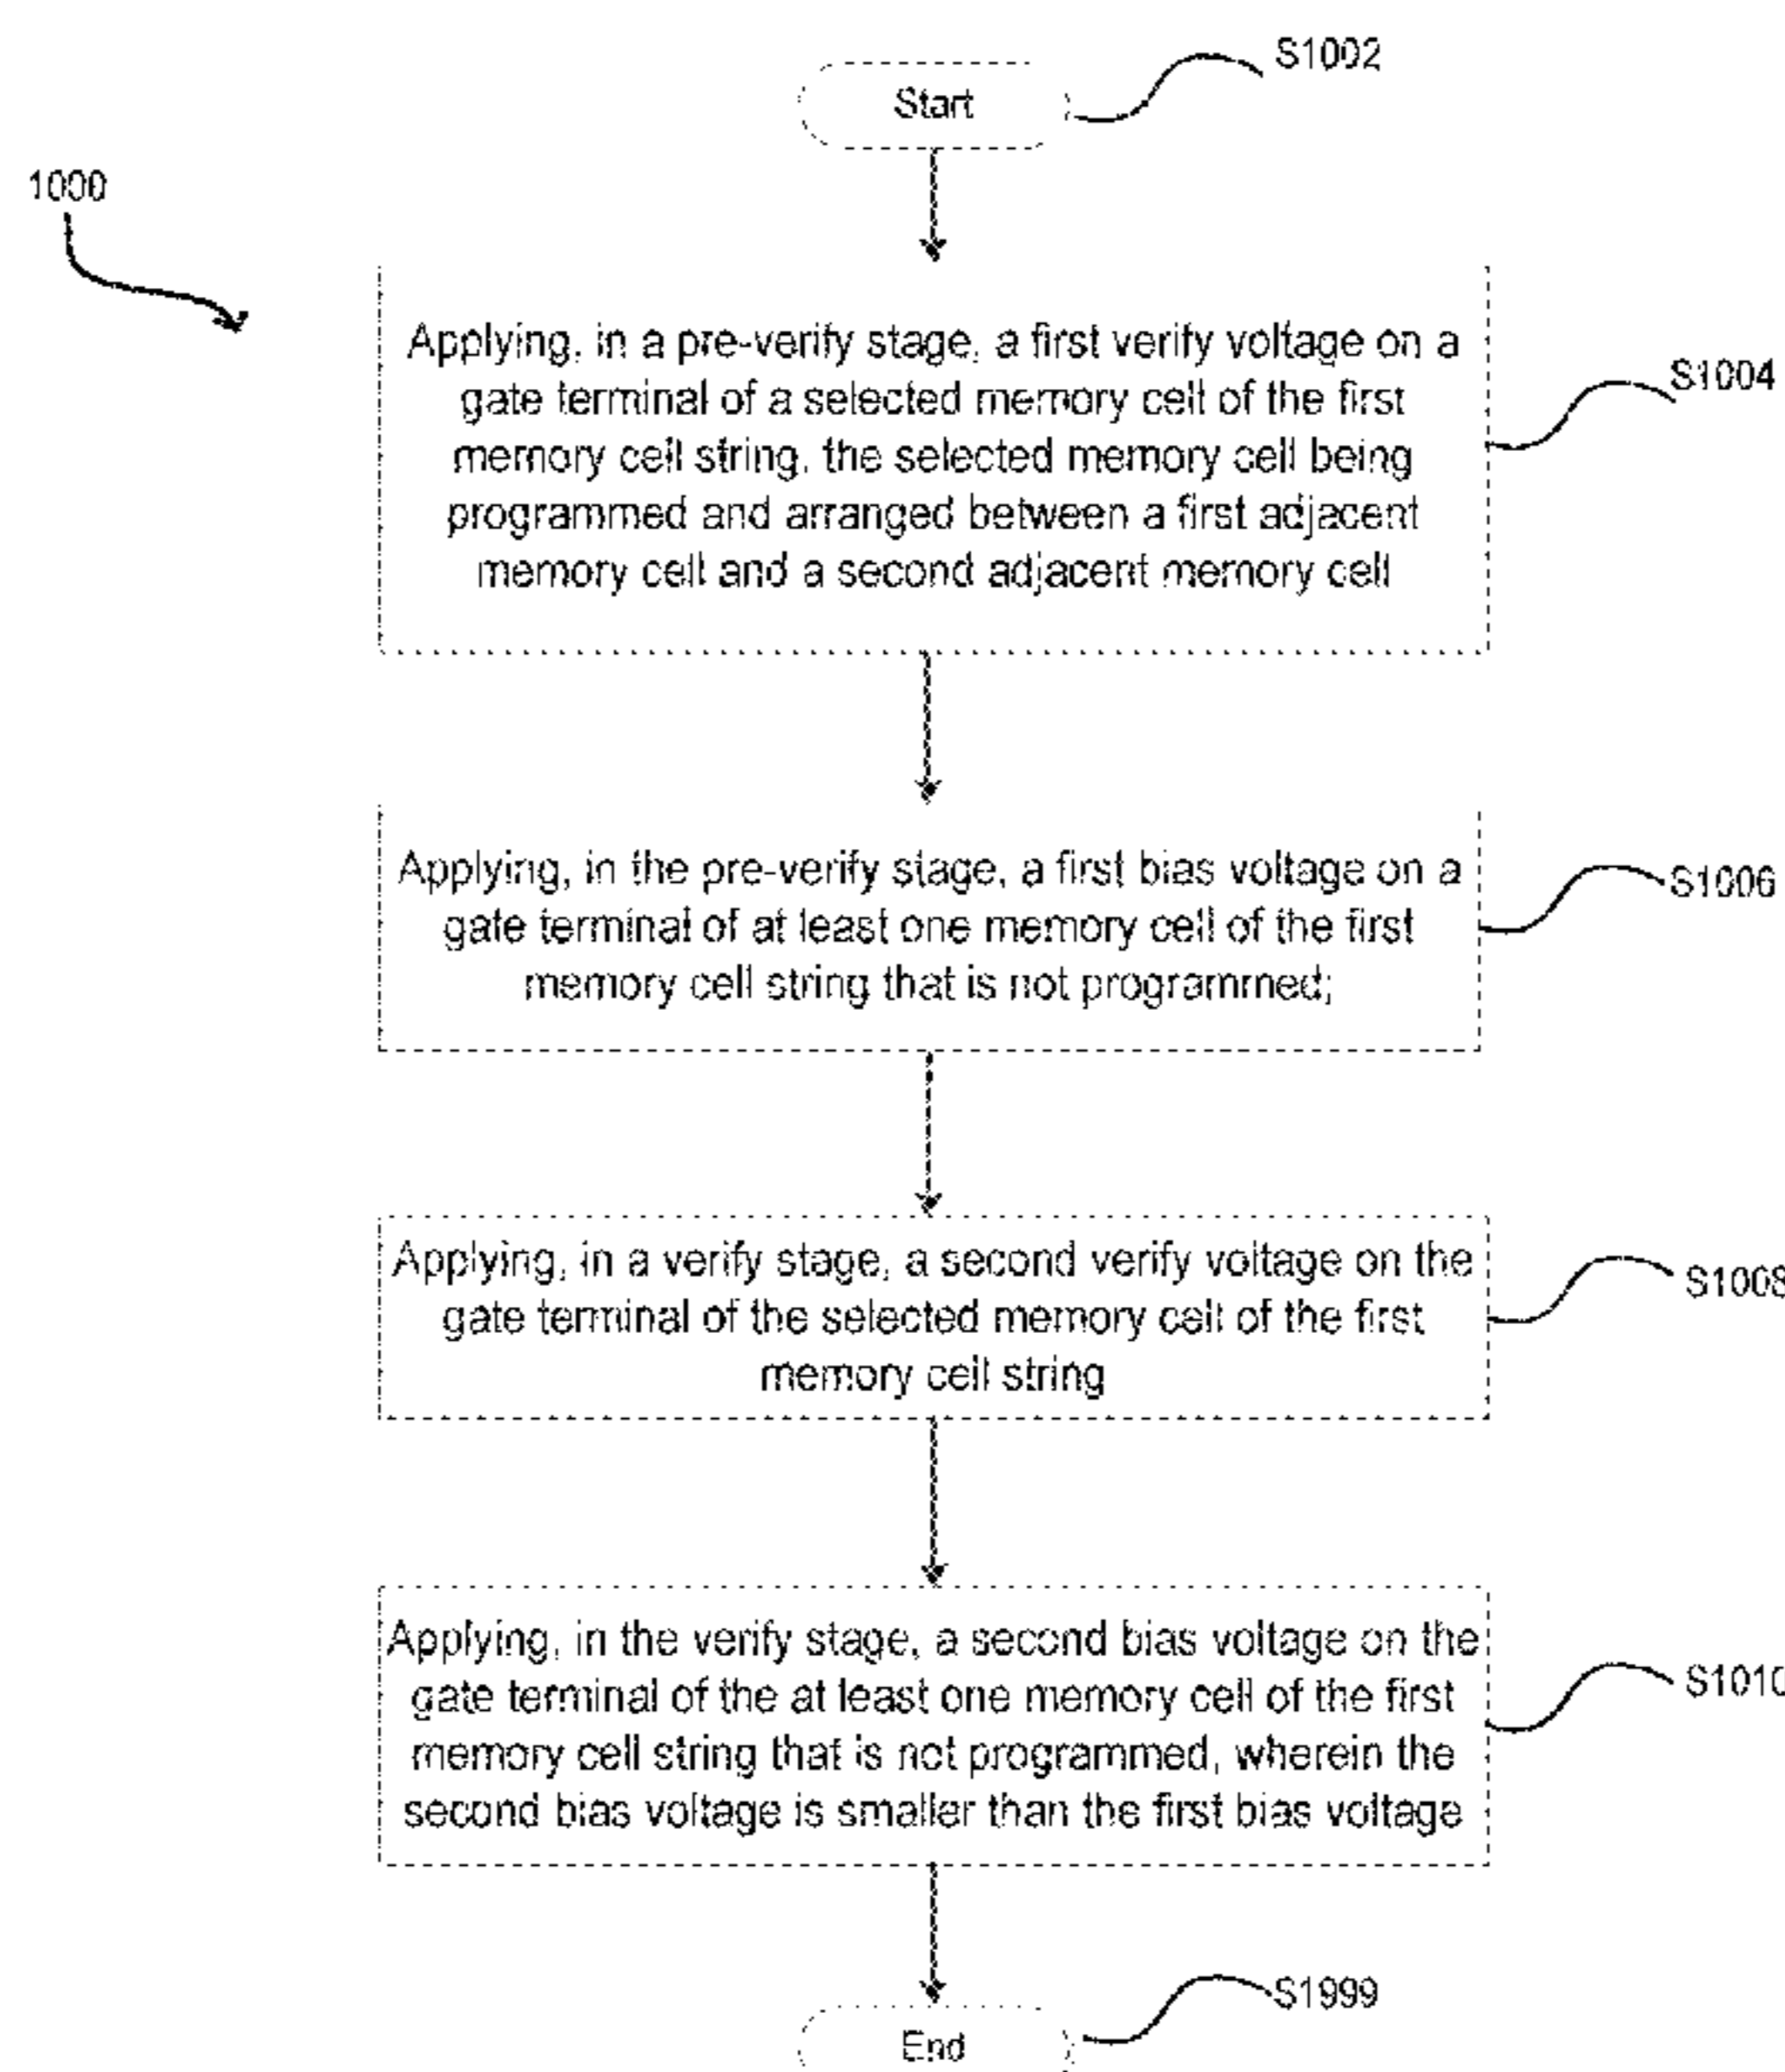 S1002
Start
1000
Applying, in a pre-verify stage, a first verify voltage on a
gate terminal of a selected memory cell of the first
memory cell string, the selected memory cell being
programmed and arranged between a first adjacent
memory cell and a second adjacent memory cell
S1004
Applying, in the pre-verify stage, a first bias voltage on a
gate terminal of at least one memory cell of the first
memory cell string that is not programmed;
S1006
Applying, in a verify stage, a second verify voltage on the
gate terminal of the selected memory cell of the first
memory cell string
S1008
Applying, in the verify stage, a second bias voltage on the
gate terminal of the at least one memory cell of the first
memory cell string that is not programmed, wherein the
second bias voltage is smaller than the first bias voltage
S1010
S1999
End